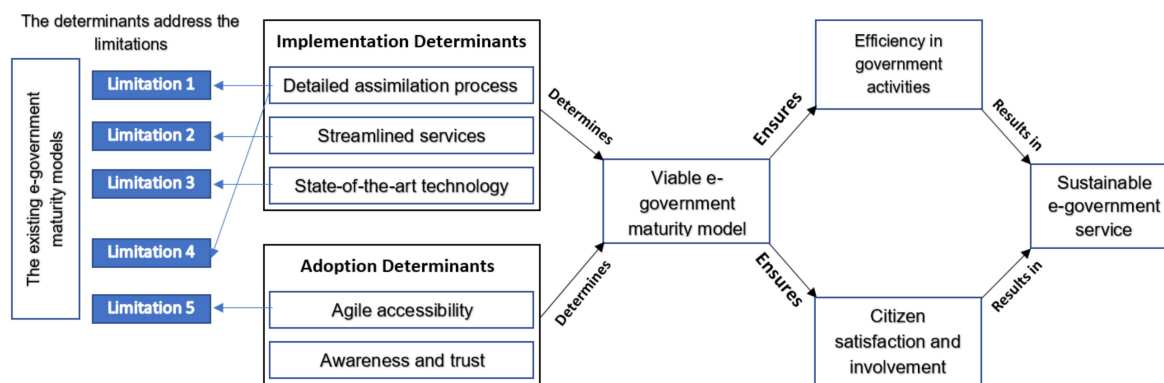 The determinants address the
limitations
The existing e-government
maturity models
Limitation 1
Limitation 2
Limitation 3
Limitation 4
Limitation 5
Implementation Determinants
Detailed assimilation process
Streamlined services
State-of-the-art technology
Adoption Determinants
Agile accessibility
Awareness and trust
Determines
Determines
Viable e-
government
maturity model
Ensures
Ensures
Efficiency in
government
activities
Citizen
satisfaction and
involvement
Results in
Results in
Sustainable
e-government
service